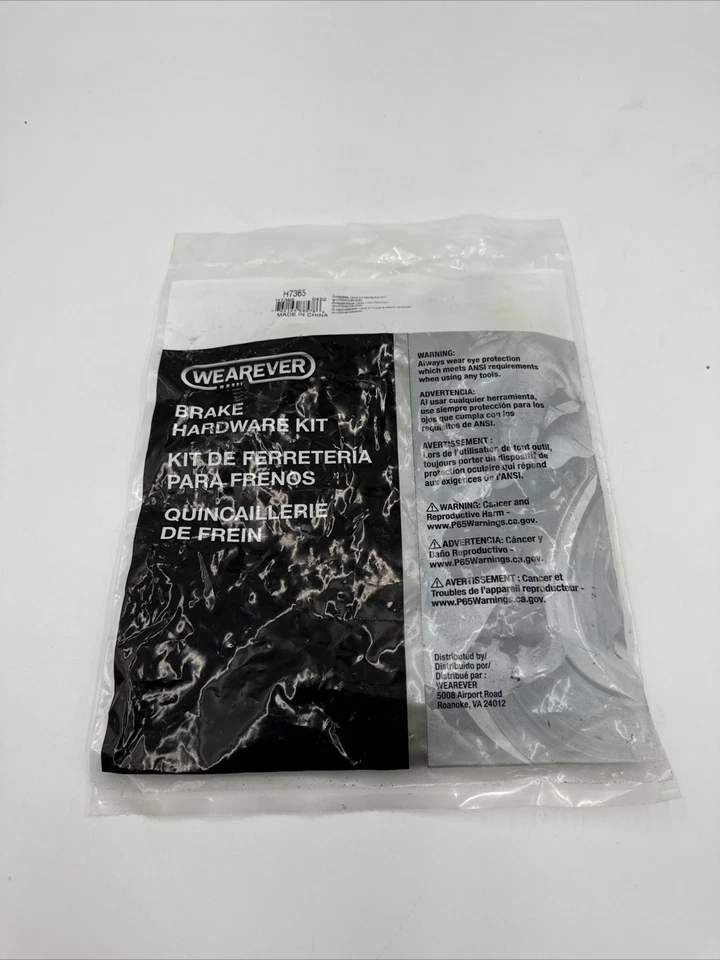 H7365
MADE IN CHINA
WEAREVER
BRAKE
HARDWARE KIT
KIT DE FERRETERÍA
PARA FRENOS
QUINCAILLERIE
DE FREIN
WARNING:
Always wear eye protection
which meets ANSI requirements
when using any tools.
ADVERTENCIA:
Al usar cualquier herramienta,
use siempre protección para los
ojos que cumpla con los
requisitos de ANSI.
AVERTISSEMENT :
Lors de l'utilisation de tout outil,
toujours porter un dispositif de
protection oculaire qui répend
aux exigences de l'ANSI.
⚠ WARNING: Cancer and
Reproductive Harm -
www.P65Warnings.ca.gov.
⚠ ADVERTENCIA: Cáncer y
Daño Reproductivo -
www.P65Warnings.ca.gov.
⚠ AVERTISSEMENT : Cancer et
Troubles de l'appareil reproducteur -
www.P65Warnings.ca.gov.
Distributed by/
Distribuido por/
Distribué par :
WEAREVER
5008 Airport Road
Roanoke, VA 24012